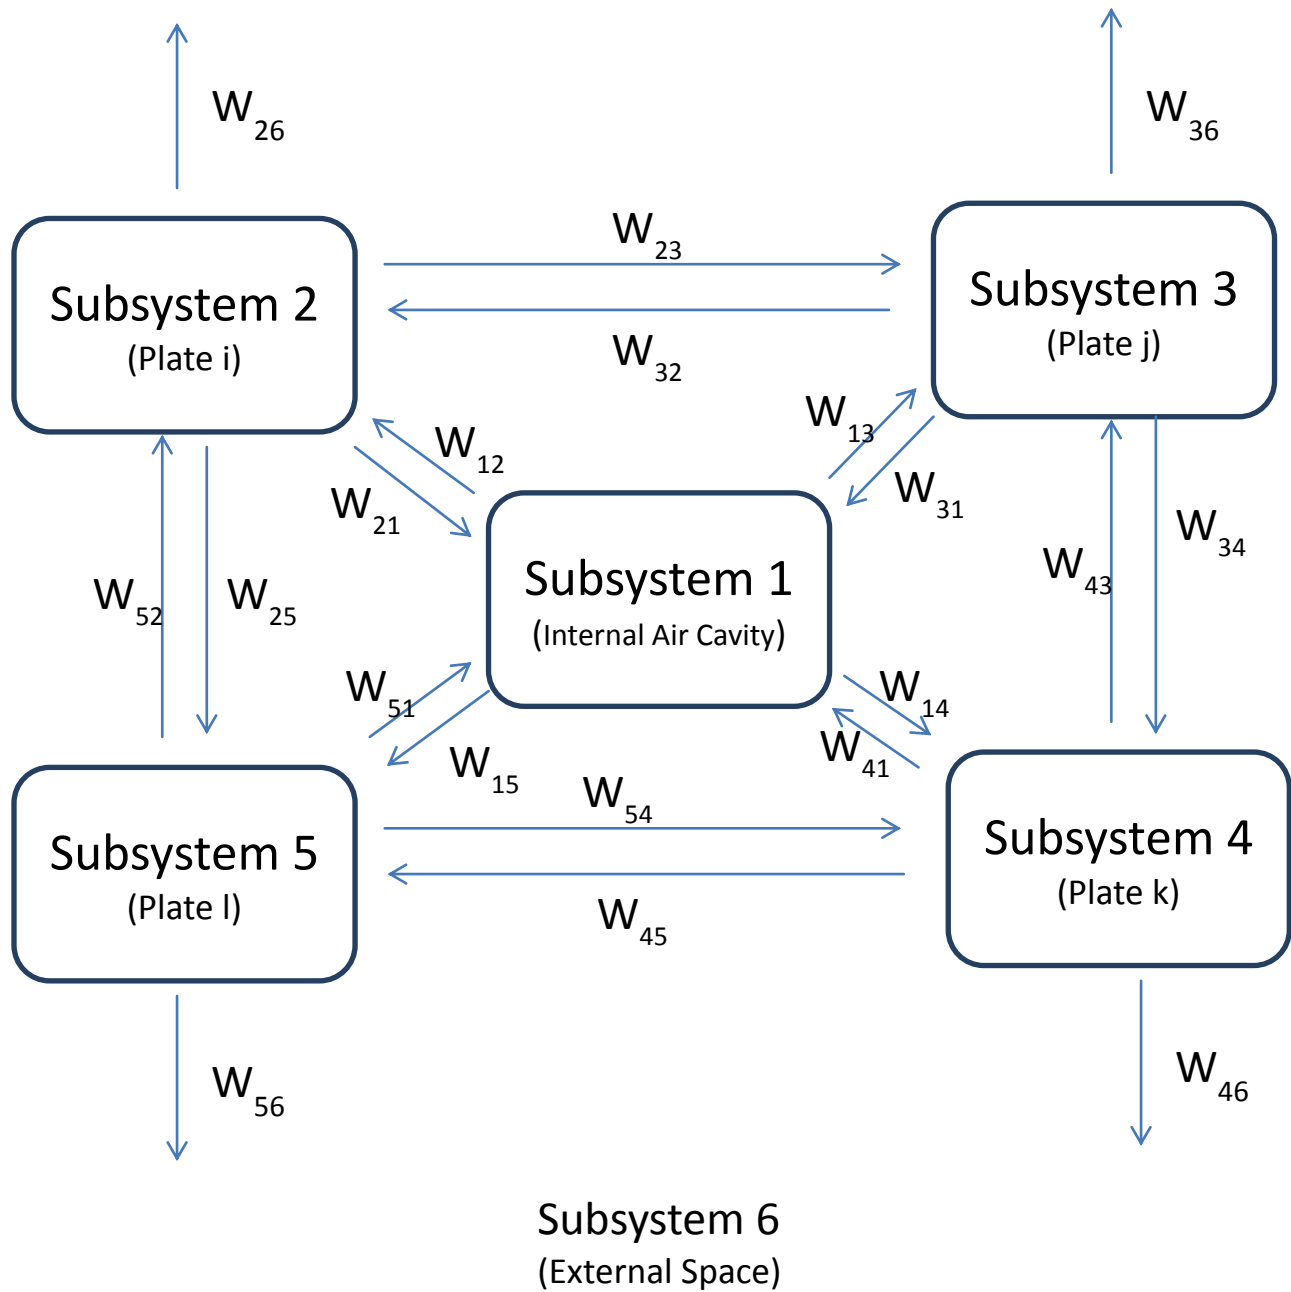 W26
W36
W23
Subsystem 2
(Plate i)
Subsystem 3
(Plate j)
W32
W12
W13
W21
W31
W34
W52
W25
Subsystem 1
(Internal Air Cavity)
W43
W51
W14
W15
W41
W54
Subsystem 5
(Plate l)
Subsystem 4
(Plate k)
W45
W56
W46
Subsystem 6
(External Space)